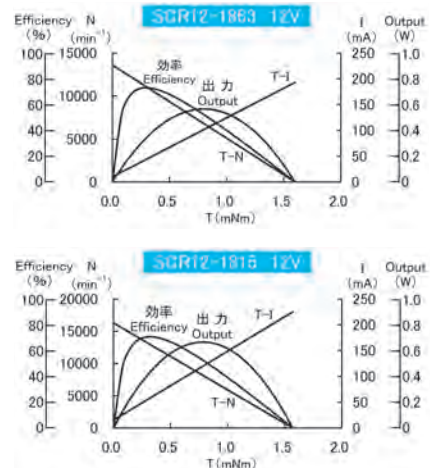 SCR12-1863 12V
Efficiency N I Output
(%) (min⁻¹) (mA) (W)
100 15000 250 1.0
効率
Efficiency
出力
Output
T-I
80 200 0.8
10000
60 150 0.6
40 100 0.4
5000
T-N
20 50 0.2
0 0 0 0
0.0 0.5 1.0 1.5 2.0
T(mNm)
SCR12-1815 12V
Efficiency N I Output
(%) (min⁻¹) (mA) (W)
100 20000 250 1.0
効率
Efficiency
出力
Output
T-I
80 200 0.8
15000
60 150 0.6
10000
40 100 0.4
5000
T-N
20 50 0.2
0 0 0 0
0.0 0.5 1.0 1.5 2.0
T(mNm)